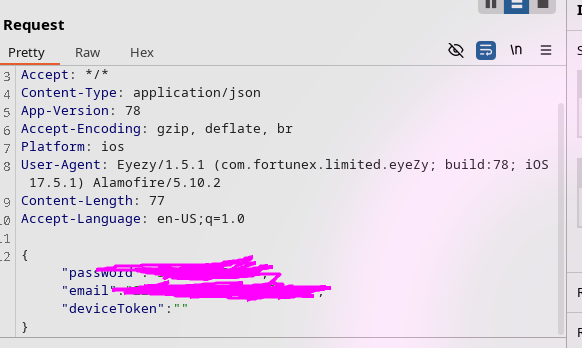 Request
Pretty Raw Hex \n
3 Accept: */*
4 Content-Type: application/json
5 App-Version: 78
6 Accept-Encoding: gzip, deflate, br
7 Platform: ios
8 User-Agent: Eyezy/1.5.1 (com.fortunex.limited.eyeZy; build:78; iOS
17.5.1) Alamofire/5.10.2
9 Content-Length: 77
10 Accept-Language: en-US;q=1.0
11
12 {
"password":
"email":
"deviceToken":""
}